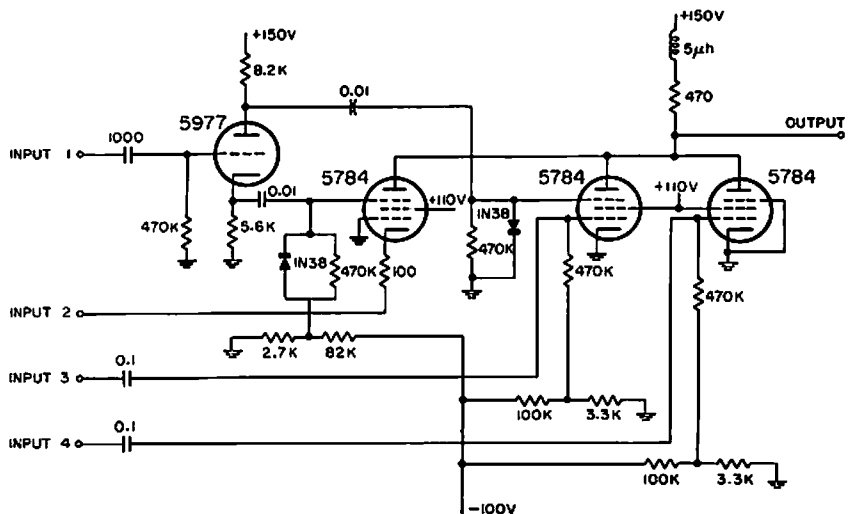 +150V
+150V
8.2K
5µh
0.01
470
5977
OUTPUT
1000
INPUT 1
5784
5784
5784
0.01
+110V
+110V
470K
5.6K
1N38
470K
100
470K
1N38
470K
470K
INPUT 2
2.7K
82K
0.1
INPUT 3
100K
3.3K
0.1
INPUT 4
100K
3.3K
-100V